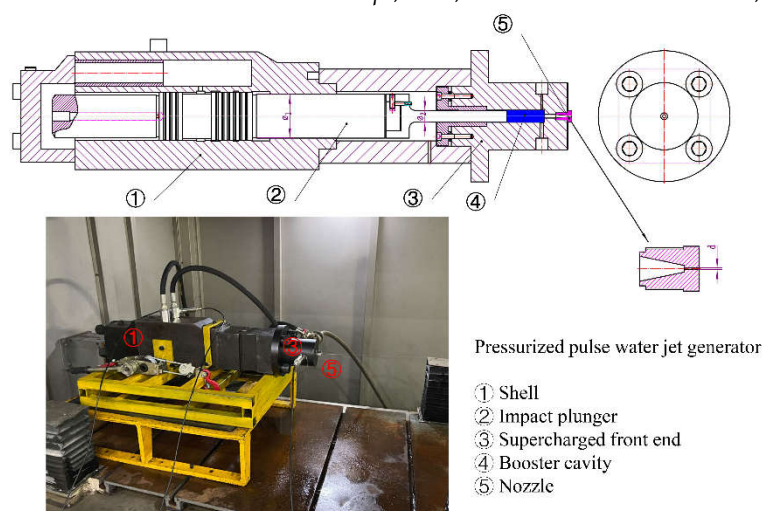 ⑤
① ② ③ ④
d
① ③ ⑤
Pressurized pulse water jet generator
① Shell
② Impact plunger
③ Supercharged front end
④ Booster cavity
⑤ Nozzle